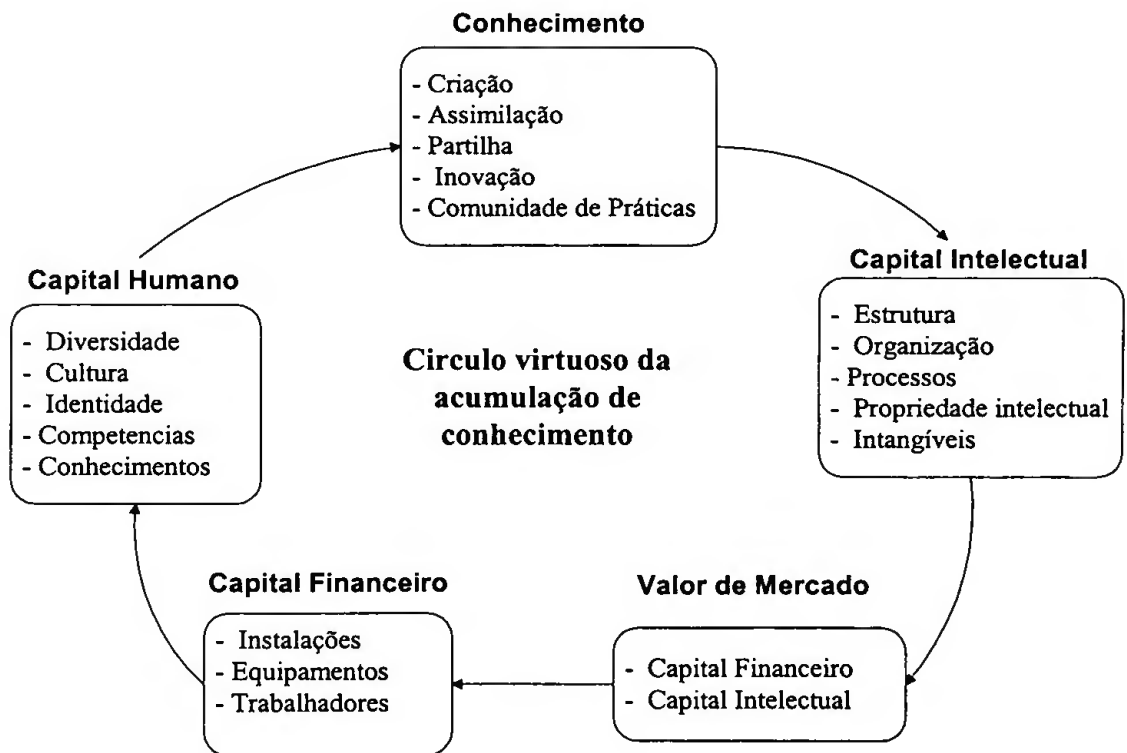 Conhecimento
- Criação
- Assimilação
- Partilha
- Inovação
- Comunidade de Práticas
Capital Intelectual
- Estrutura
- Organização
- Processos
- Propriedade intelectual
- Intangíveis
Capital Humano
- Diversidade
- Cultura
- Identidade
- Competencias
- Conhecimentos
Circulo virtuoso da
acumulação de
conhecimento
Capital Financeiro
- Instalações
- Equipamentos
- Trabalhadores
Valor de Mercado
- Capital Financeiro
- Capital Intelectual